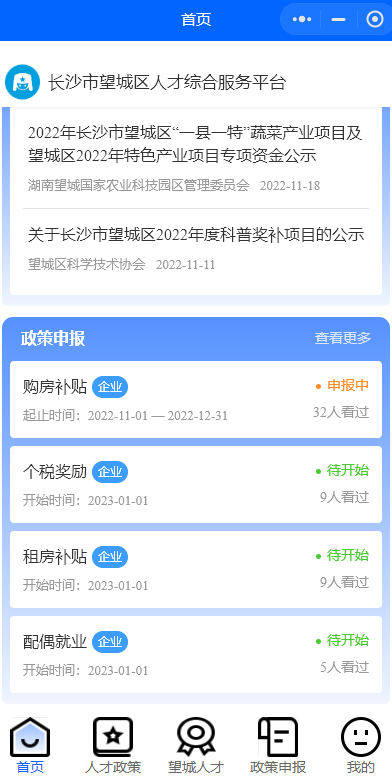 首页
长沙市望城区人才综合服务平台
2022年长沙市望城区“一县一特”蔬菜产业项目及
望城区2022年特色产业项目专项资金公示
湖南望城国家农业科技园区管理委员会 2022-11-18
关于长沙市望城区2022年度科普奖补项目的公示
望城区科学技术协会 2022-11-11
政策申报 查看更多
购房补贴 企业 申报中
起止时间：2022-11-01 — 2022-12-31 32人看过
个税奖励 企业 待开始
开始时间：2023-01-01 9人看过
租房补贴 企业 待开始
开始时间：2023-01-01 9人看过
配偶就业 企业 待开始
开始时间：2023-01-01 5人看过
首页 人才政策 望城人才 政策申报 我的